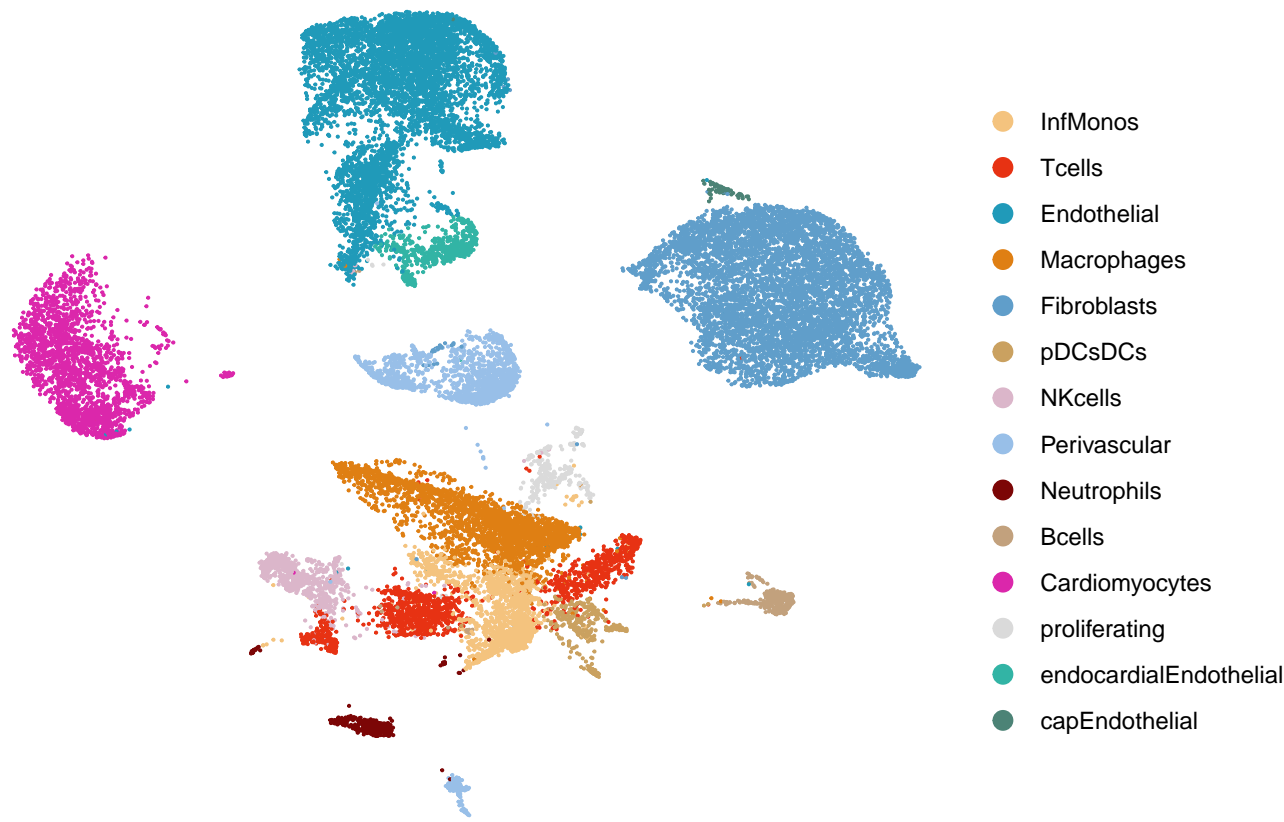 InfMonos
Tcells
Endothelial
Macrophages
Fibroblasts
pDCsDCs
NKcells
Perivascular
Neutrophils
Bcells
Cardiomyocytes
proliferating
endocardialEndothelial
capEndothelial